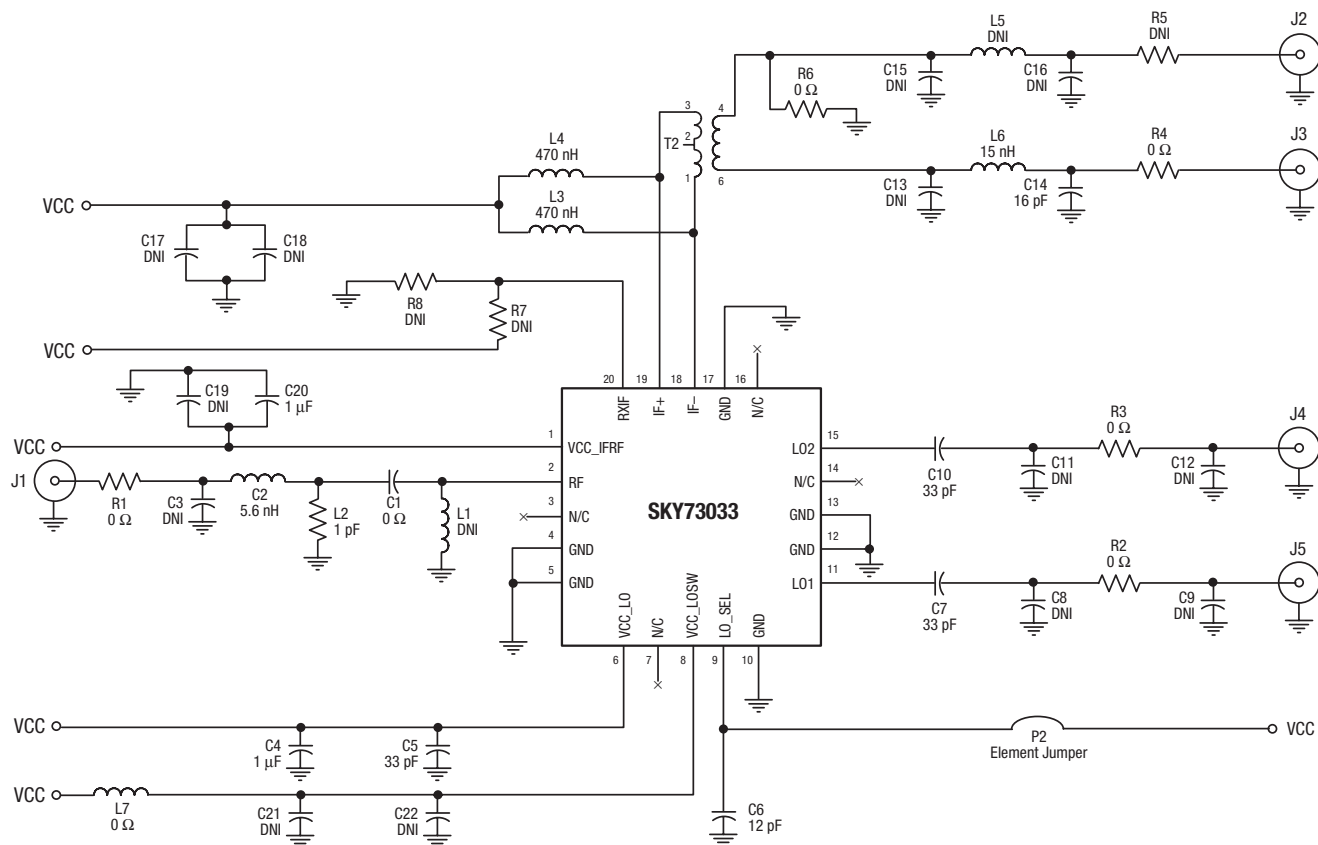 L5
DNI
R5
DNI
J2
C15
DNI
C16
DNI
R6
0 Ω
3
2
1
T2
4
6
L4
470 nH
L3
470 nH
L6
15 nH
R4
0 Ω
J3
C13
DNI
C14
16 pF
VCC
C17
DNI
C18
DNI
R8
DNI
R7
DNI
VCC
C19
DNI
C20
1 μF
20
19
18
17
16
RXIF
IF+
IF–
GND
N/C
VCC
1
VCC_IFRF
J1
R1
0 Ω
C3
DNI
C2
5.6 nH
L2
1 pF
C1
0 Ω
L1
DNI
2
RF
3
N/C
4
GND
5
GND
SKY73033
15
LO2
14
N/C
13
GND
12
GND
11
LO1
C10
33 pF
C11
DNI
R3
0 Ω
C12
DNI
J4
C7
33 pF
C8
DNI
R2
0 Ω
C9
DNI
J5
VCC_LO
N/C
VCC_LOSW
LO_SEL
GND
6
7
8
9
10
VCC
C4
1 μF
C5
33 pF
P2
Element Jumper
VCC
VCC
L7
0 Ω
C21
DNI
C22
DNI
C6
12 pF